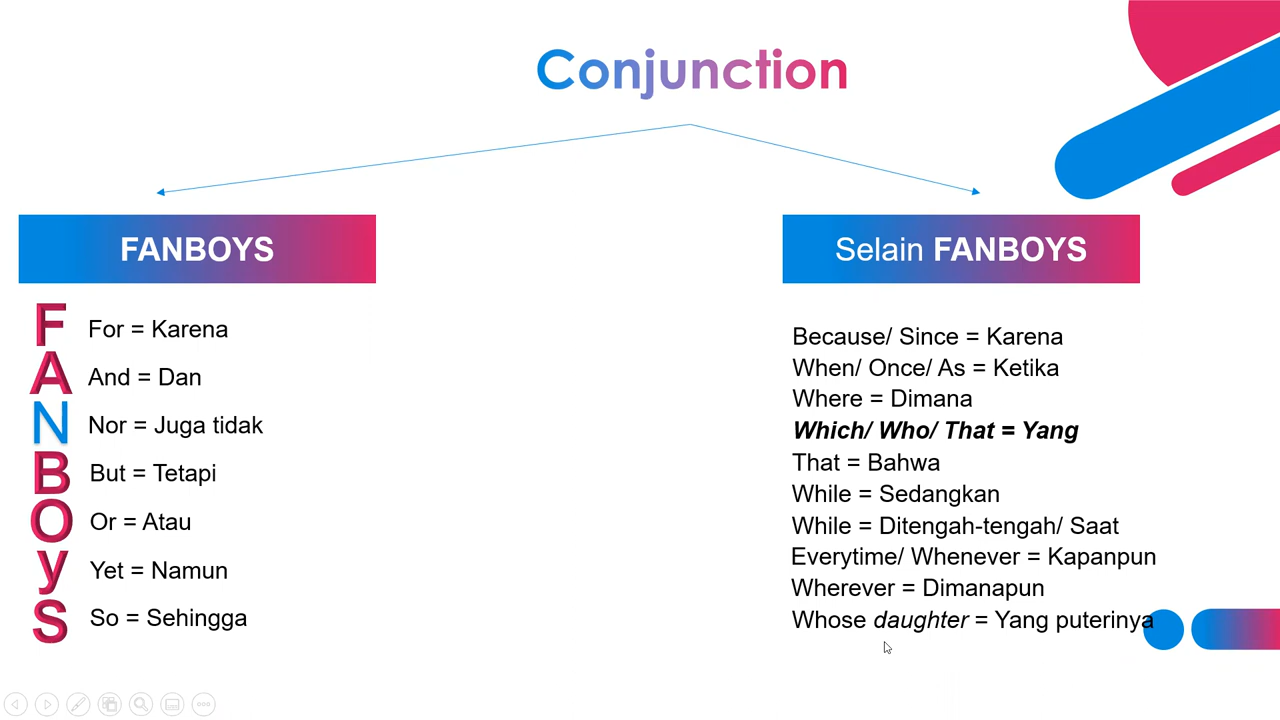 Conjunction
FANBOYS
F For = Karena
A And = Dan
N Nor = Juga tidak
B But = Tetapi
O Or = Atau
y Yet = Namun
S So = Sehingga
Selain FANBOYS
Because/ Since = Karena
When/ Once/ As = Ketika
Where = Dimana
Which/ Who/ That = Yang
That = Bahwa
While = Sedangkan
While = Ditengah-tengah/ Saat
Everytime/ Whenever = Kapanpun
Wherever = Dimanapun
Whose daughter = Yang puterinya